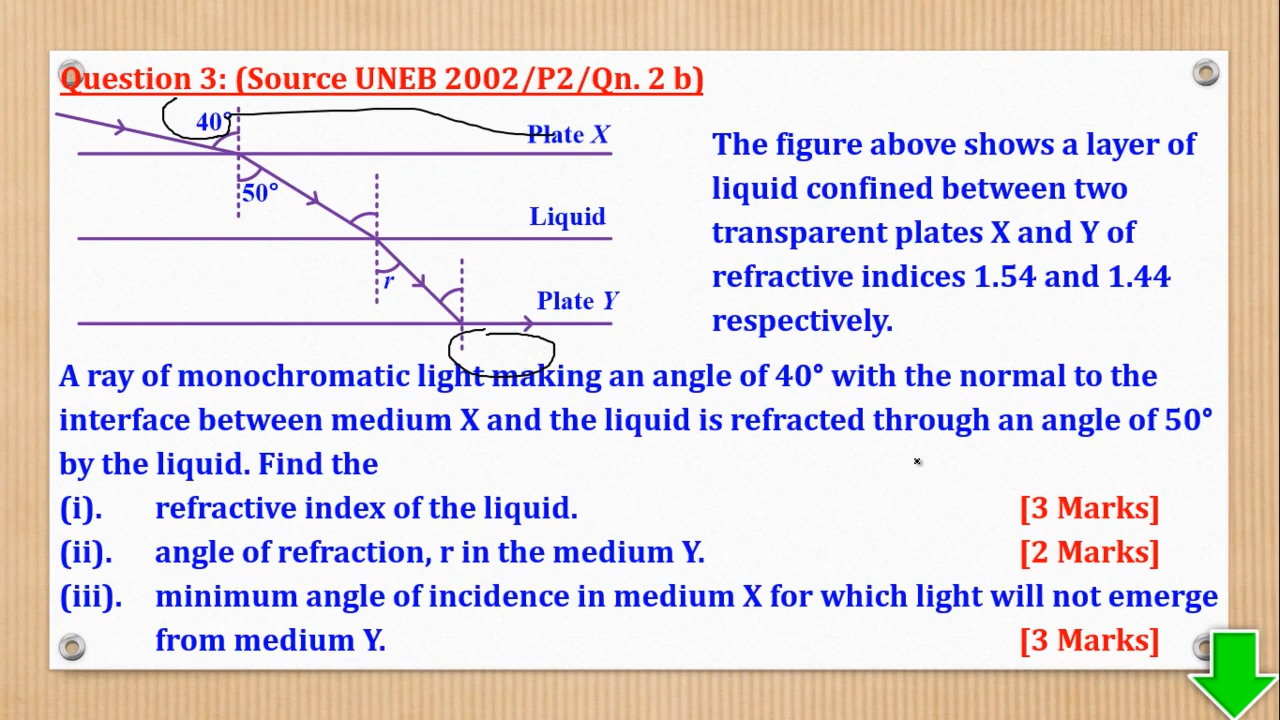 Question 3: (Source UNEB 2002/P2/Qn. 2 b)
40°
Plate X
50°
Liquid
r
Plate Y
The figure above shows a layer of
liquid confined between two
transparent plates X and Y of
refractive indices 1.54 and 1.44
respectively.
A ray of monochromatic light making an angle of 40° with the normal to the
interface between medium X and the liquid is refracted through an angle of 50°
by the liquid. Find the
(i). refractive index of the liquid. [3 Marks]
(ii). angle of refraction, r in the medium Y. [2 Marks]
(iii). minimum angle of incidence in medium X for which light will not emerge
from medium Y. [3 Marks]